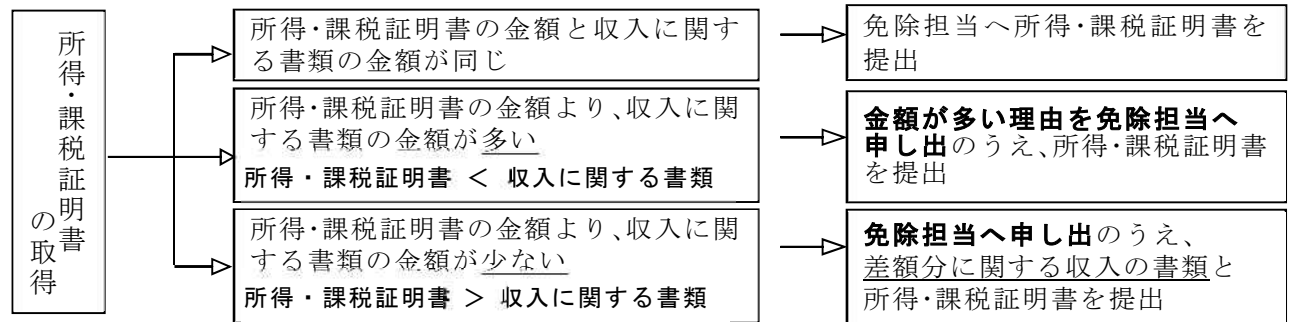 所得・課税証明書
の取得
所得・課税証明書の金額と収入に関す
る書類の金額が同じ
免除担当へ所得・課税証明書を
提出
所得・課税証明書の金額より、収入に関
する書類の金額が多い
所得・課税証明書 < 収入に関する書類
金額が多い理由を免除担当へ
申し出のうえ、所得・課税証明書
を提出
所得・課税証明書の金額より、収入に関
する書類の金額が少ない
所得・課税証明書 > 収入に関する書類
免除担当へ申し出のうえ、
差額分に関する収入の書類と
所得・課税証明書を提出